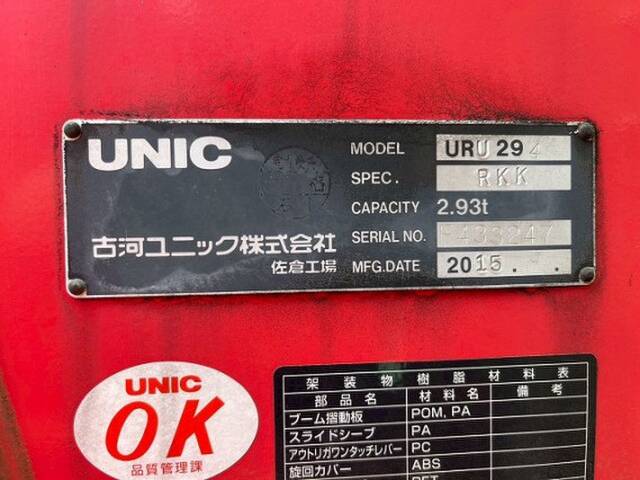 UNIC
古河ユニック株式会社
佐倉工場
MODEL URU 294
SPEC. RKK
CAPACITY 2.93t
SERIAL NO. 433247
MFG.DATE 2015.
UNIC
OK
品質管理課
架装物樹脂材料表
部品名 材料名 備考
ブーム摺動板 POM, PA
スライドシーブ PA
アウトリガワンタッチレバー PC
旋回カバー ABS
PET